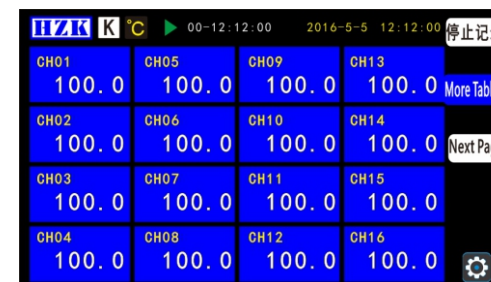 HZK K °C 00-12:12:00 2016-5-5 12:12:00 停止记
CH01 CH05 CH09 CH13
100.0 100.0 100.0 100.0
More Tabl
CH02 CH06 CH10 CH14
100.0 100.0 100.0 100.0
Next Pa
CH03 CH07 CH11 CH15
100.0 100.0 100.0 100.0
CH04 CH08 CH12 CH16
100.0 100.0 100.0 100.0